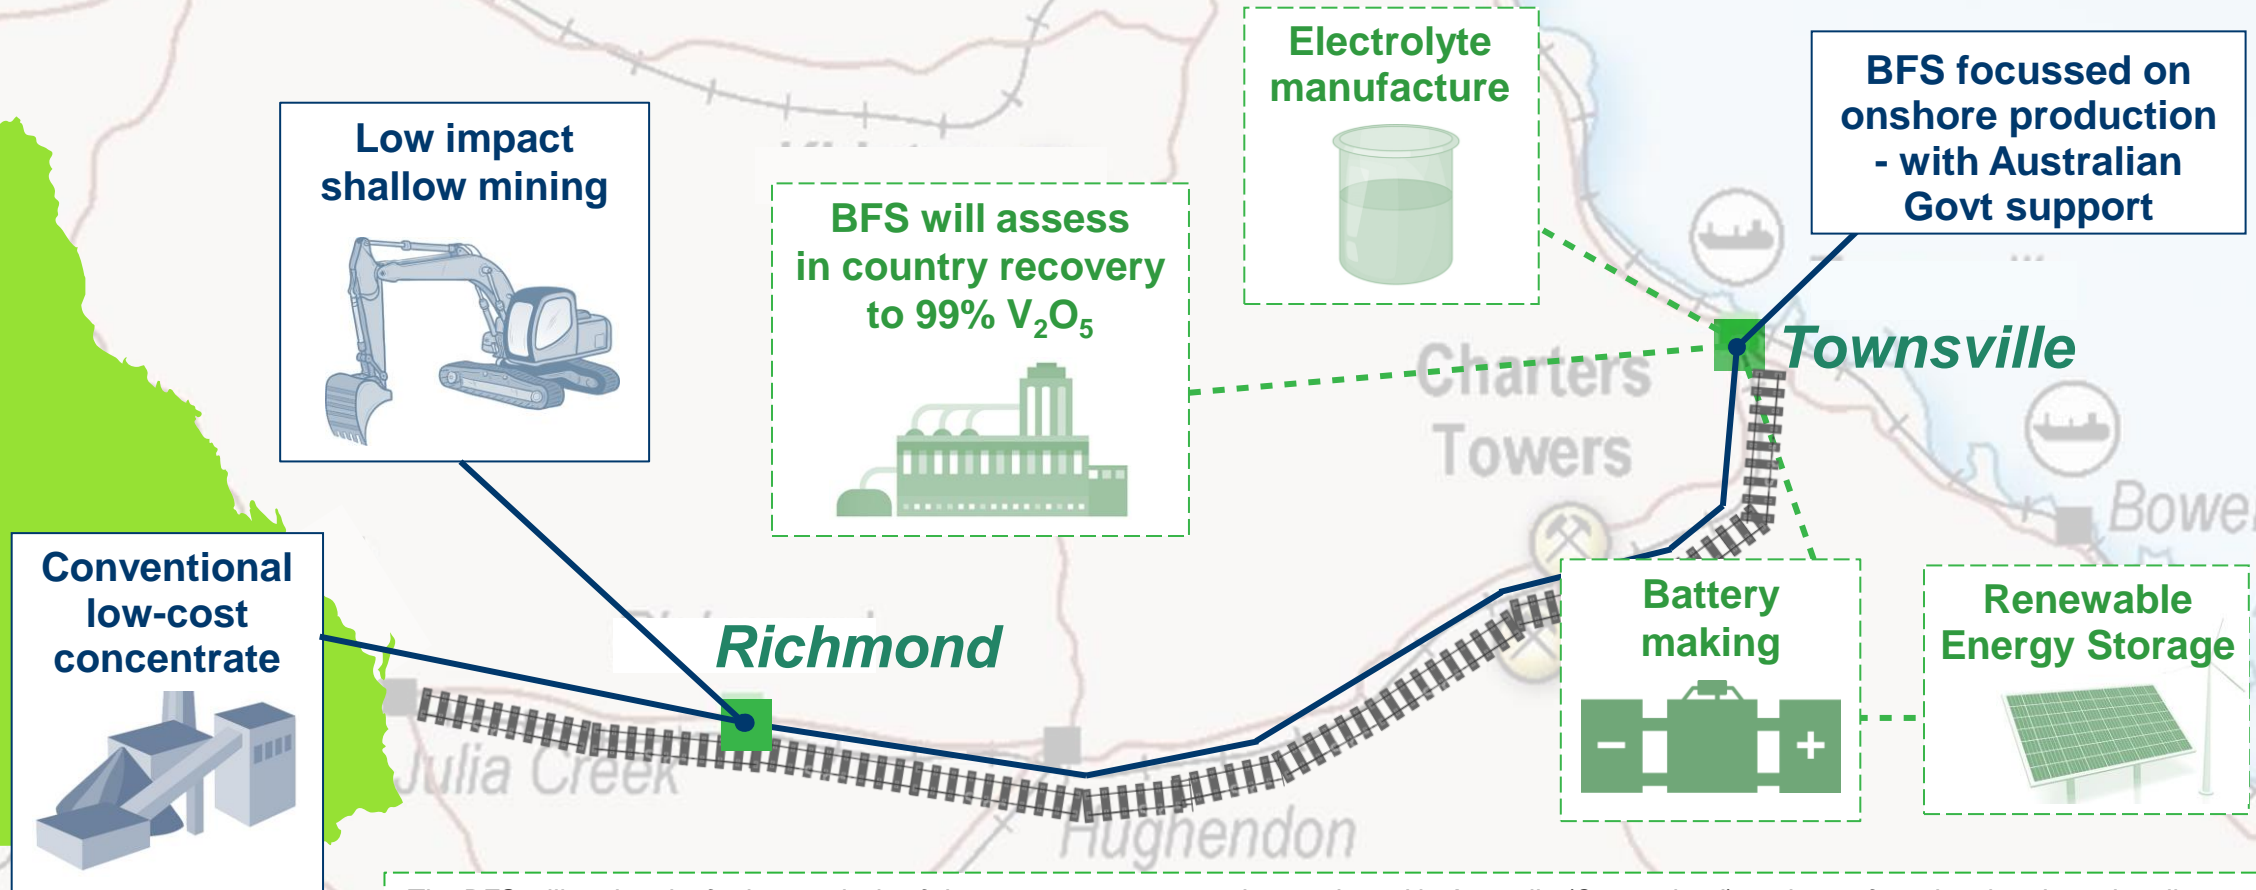 Electrolyte
manufacture
BFS focussed on
onshore production
- with Australian
Govt support
Low impact
shallow mining
BFS will assess
in country recovery
to 99% V₂O₅
Townsville
Charters
Towers
Bowe
Conventional
low-cost
concentrate
Richmond
Battery
making
Renewable
Energy Storage
−
+
Julia Creek
Hughendon